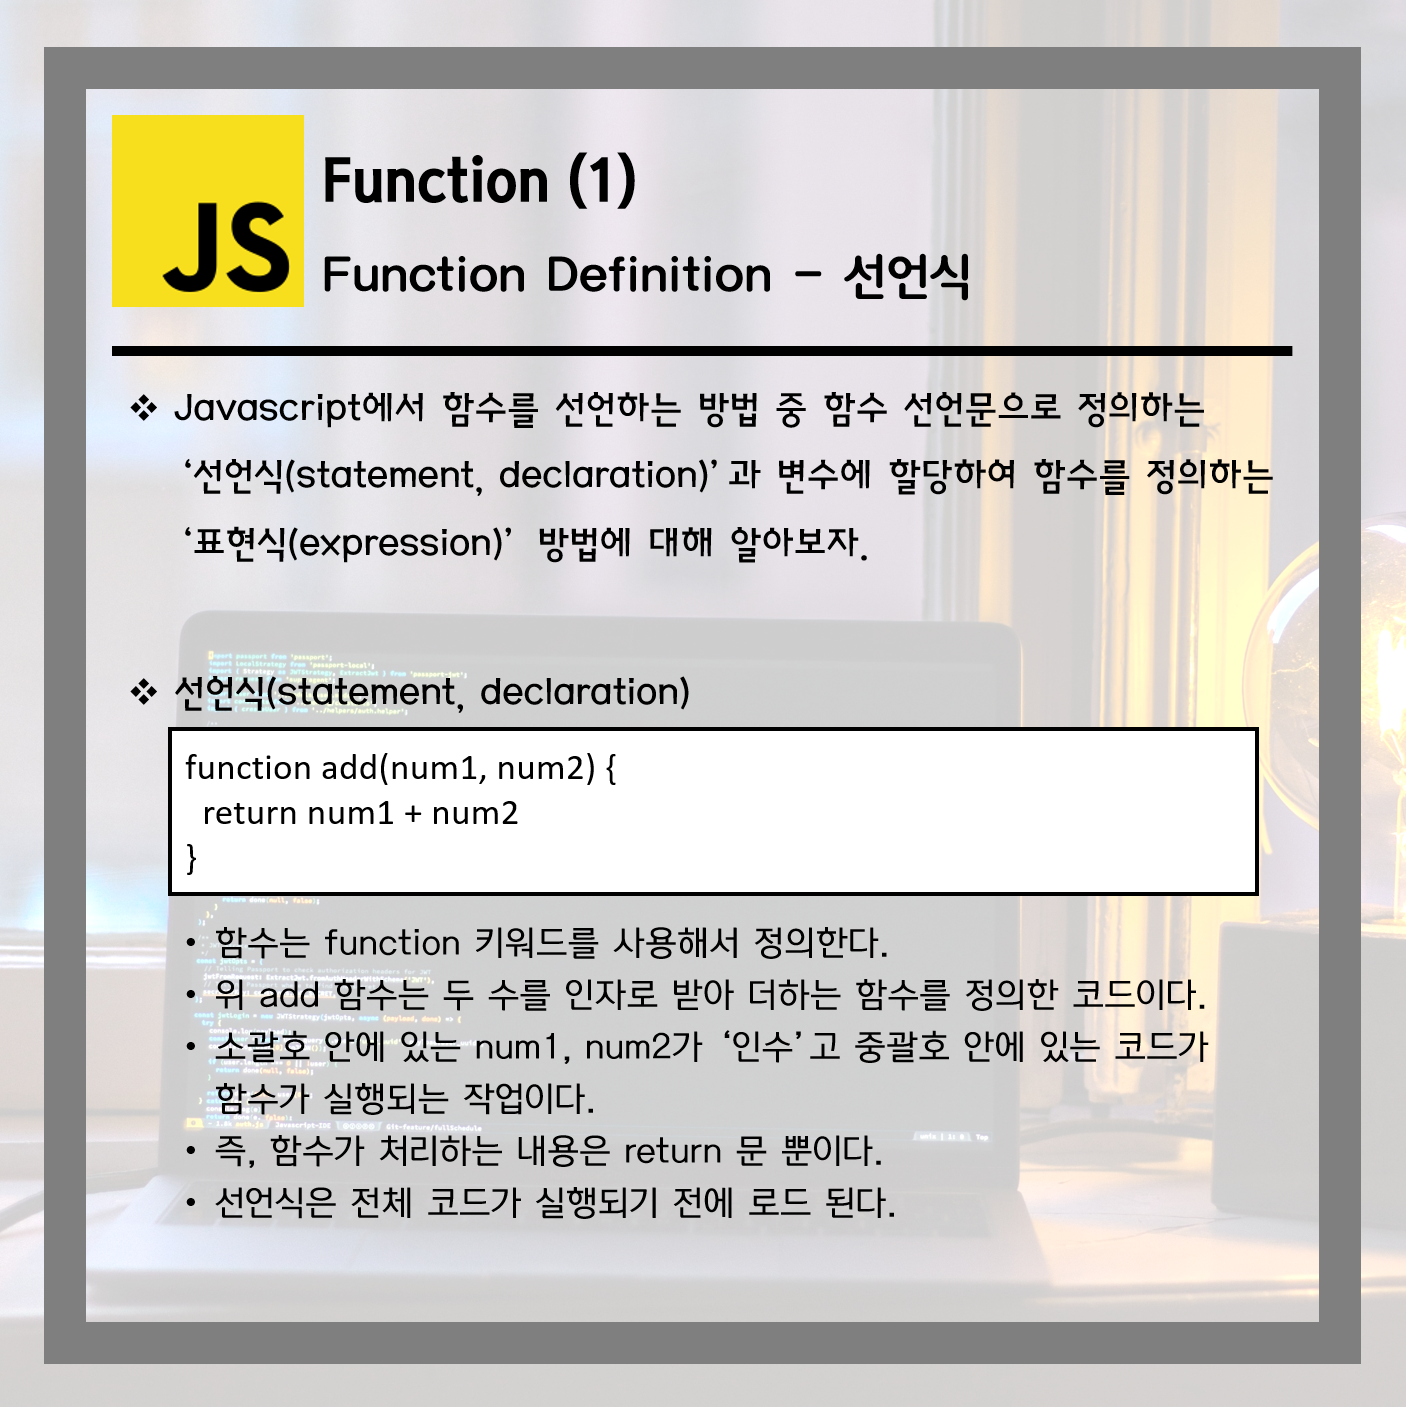 JS
Function (1)
Function Definition - 선언식
❖ Javascript에서 함수를 선언하는 방법 중 함수 선언문으로 정의하는
‘선언식(statement, declaration)’과 변수에 할당하여 함수를 정의하는
‘표현식(expression)’ 방법에 대해 알아보자.
❖ 선언식(statement, declaration)
function add(num1, num2) {
return num1 + num2
}
• 함수는 function 키워드를 사용해서 정의한다.
• 위 add 함수는 두 수를 인자로 받아 더하는 함수를 정의한 코드이다.
• 소괄호 안에 있는 num1, num2가 ‘인수’고 중괄호 안에 있는 코드가
함수가 실행되는 작업이다.
• 즉, 함수가 처리하는 내용은 return 문 뿐이다.
• 선언식은 전체 코드가 실행되기 전에 로드 된다.